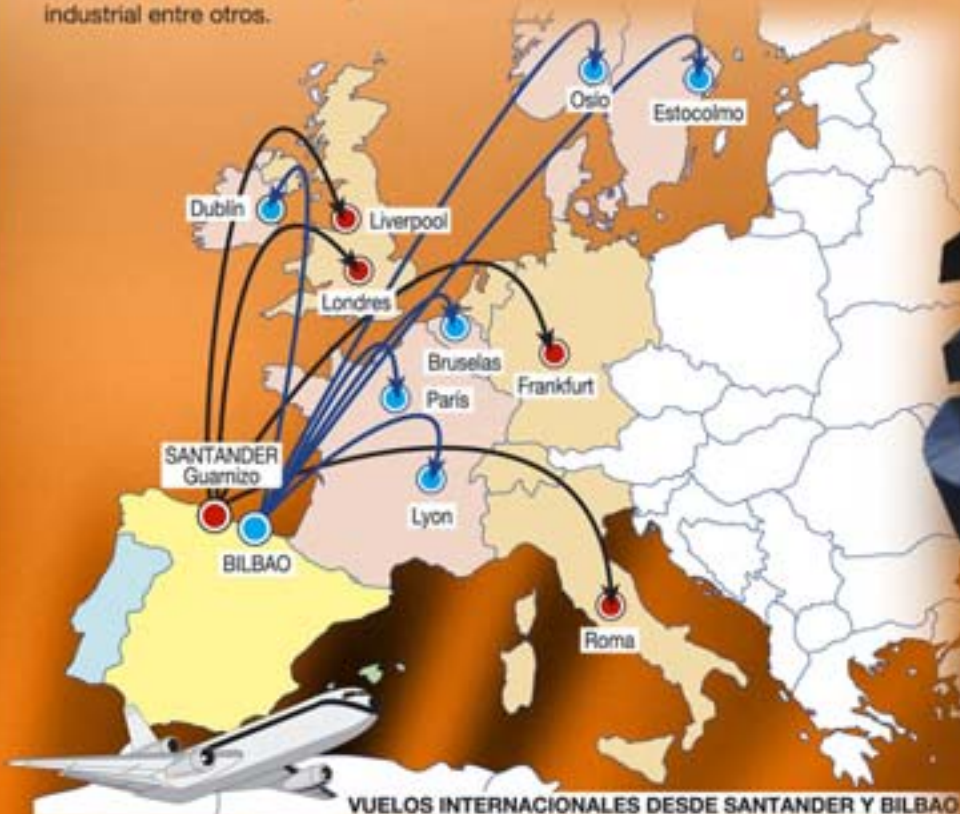 industrial entre otros.
Oslo
Estocolmo
Dublín
Liverpool
Londres
Bruselas
Frankfurt
París
SANTANDER
Guarnizo
Lyon
BILBAO
Roma
VUELOS INTERNACIONALES DESDE SANTANDER Y BILBAO